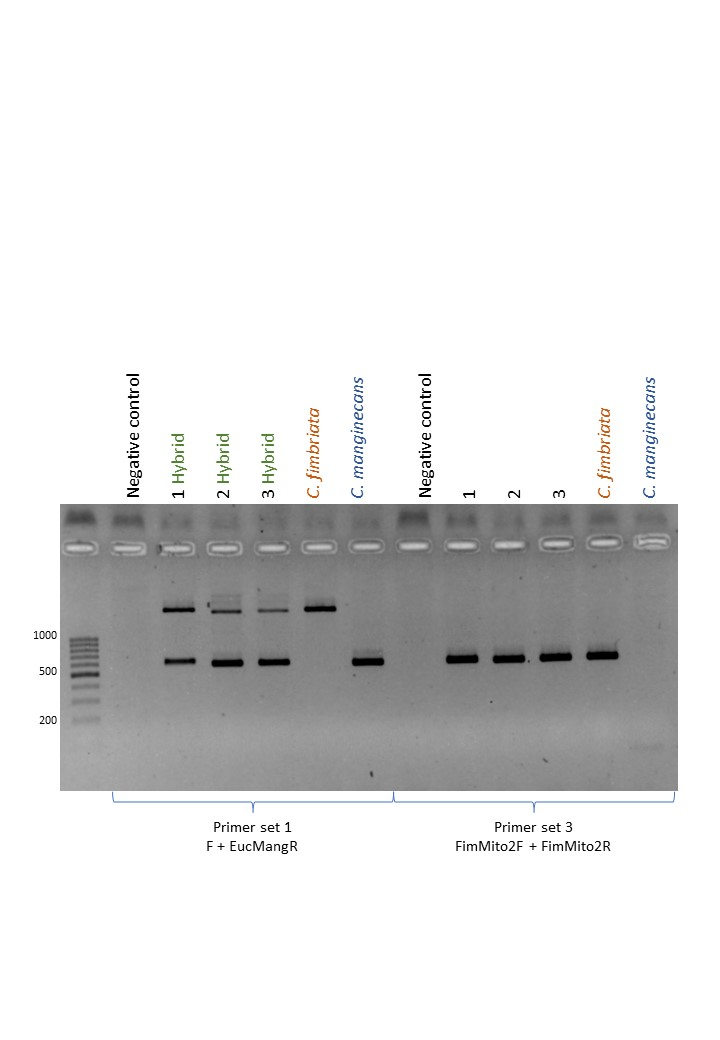 Negative control
1 Hybrid
2 Hybrid
3 Hybrid
C. fimbriata
C. manginecans
Negative control
1
2
3
C. fimbriata
C. manginecans
1000
500
200
Primer set 1
F + EucMangR
Primer set 3
FimMito2F + FimMito2R